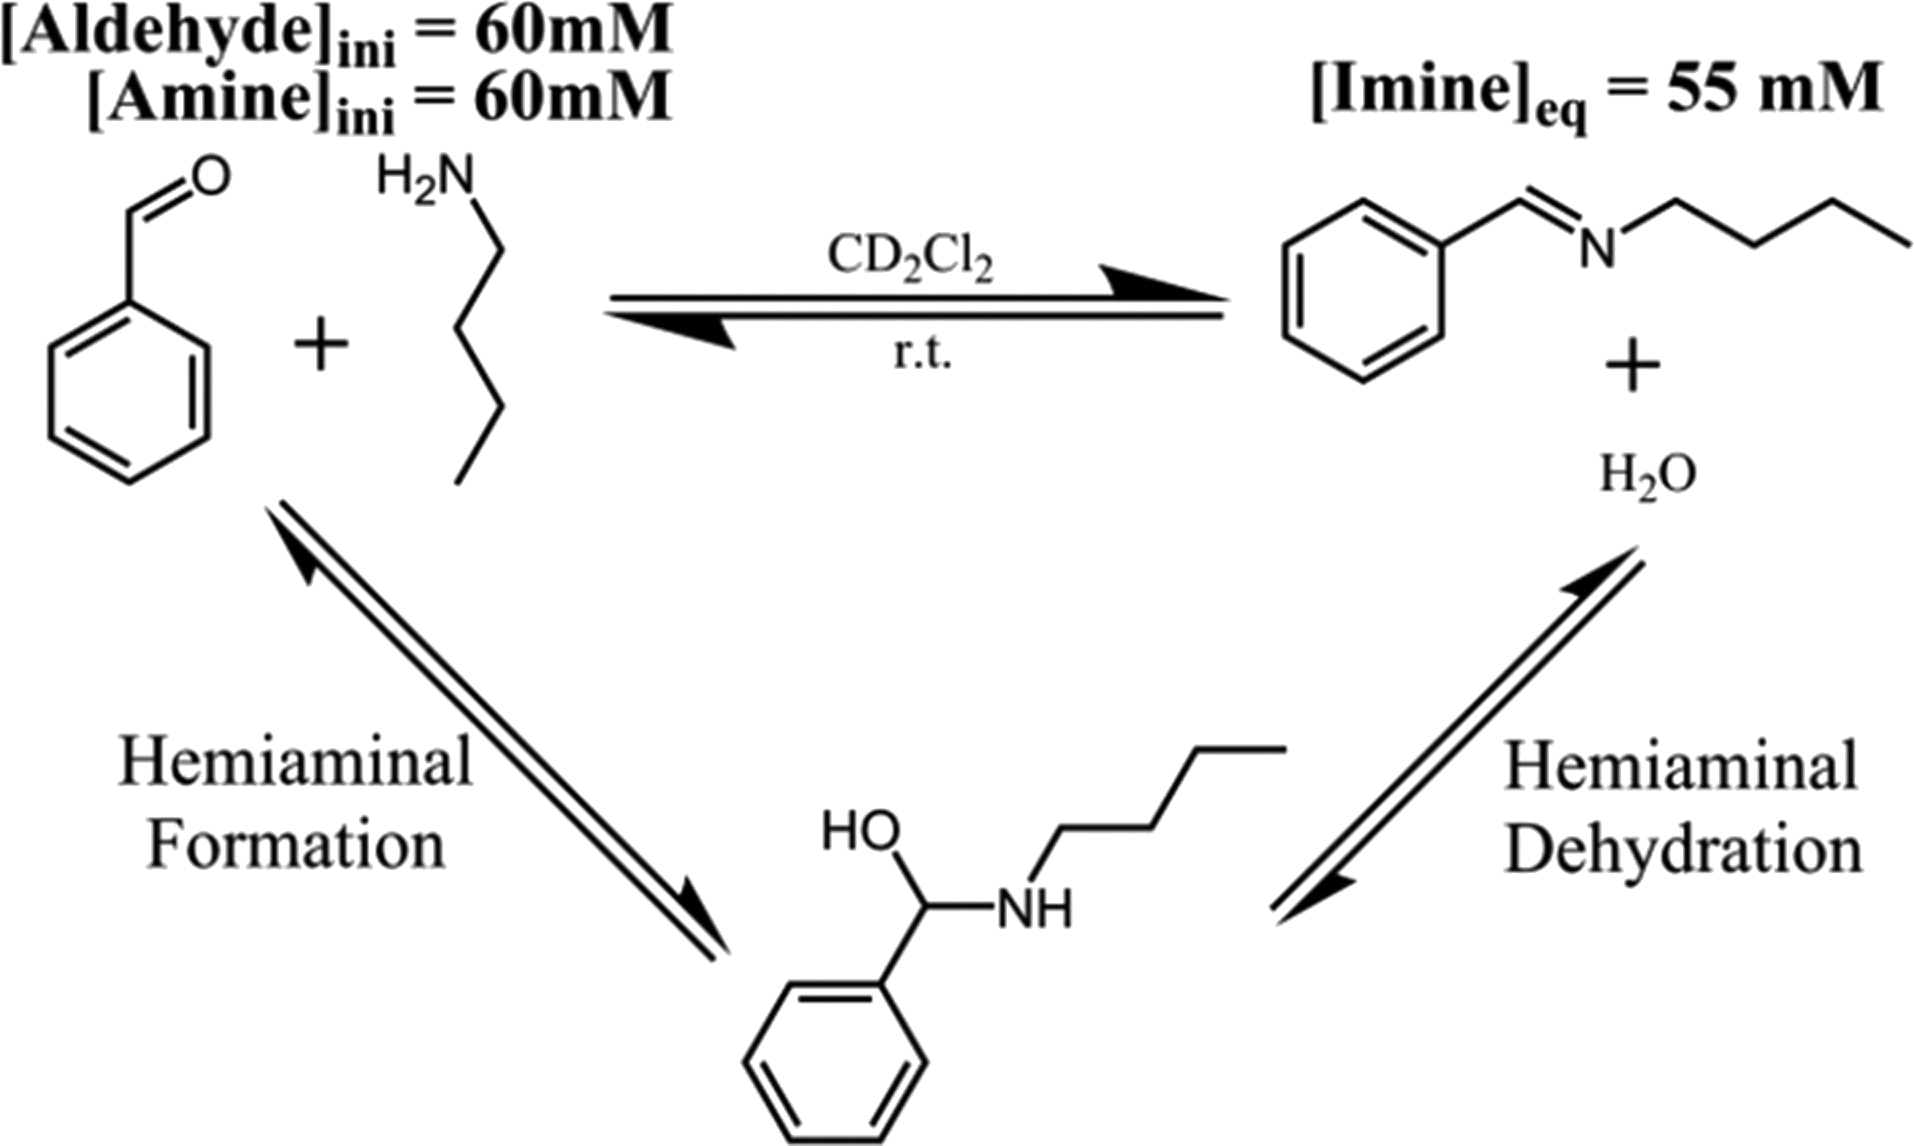 [Aldehyde]ini = 60mM
[Amine]ini = 60mM
[Imine]eq = 55 mM
O
H2N
+
CD2Cl2
r.t.
N
+
H2O
Hemiaminal
Formation
HO
NH
Hemiaminal
Dehydration